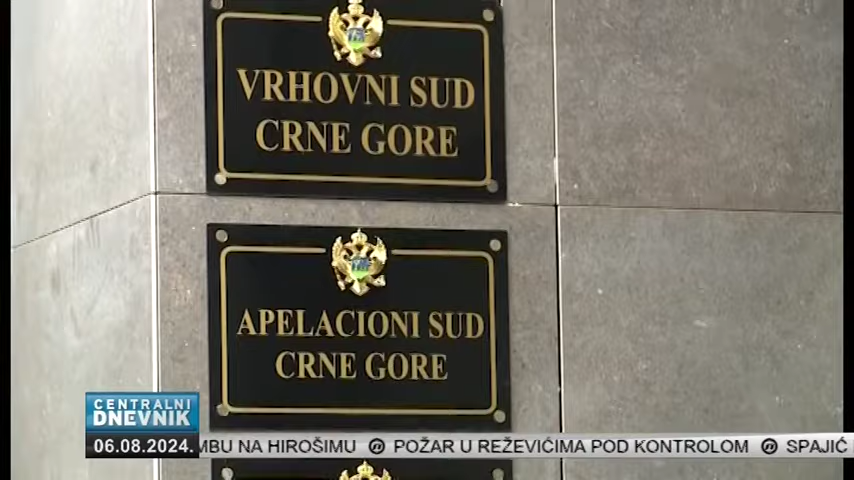 VRHOVNI SUD
CRNE GORE
APELACIONI SUD
CRNE GORE
CENTRALNI
DNEVNIK
06.08.2024. MBU NA HIROŠIMU POŽAR U REŽEVIĆIMA POD KONTROLOM SPAJIĆ